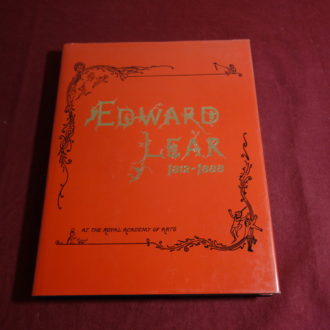 EDWARD
LEAR
1812-1888
AT THE ROYAL ACADEMY OF ARTS